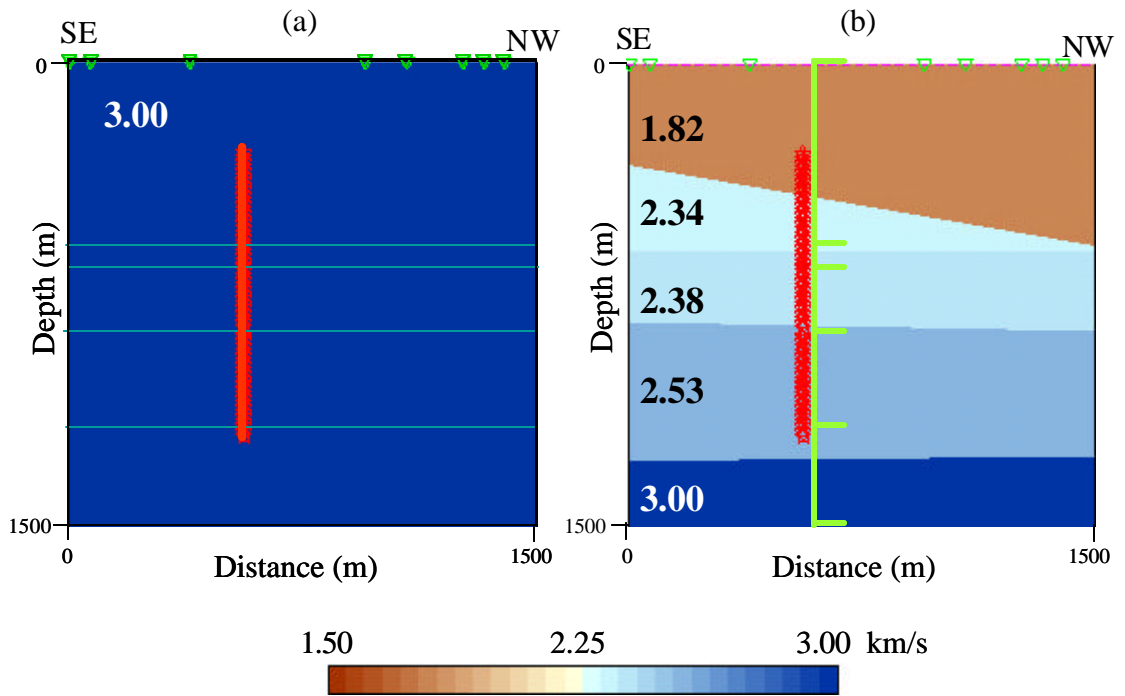 (a)
SE
NW
0
3.00
Depth (m)
1500
0
1500
Distance (m)
(b)
SE
NW
0
1.82
2.34
2.38
2.53
3.00
Depth (m)
1500
0
1500
Distance (m)
1.50 2.25 3.00 km/s